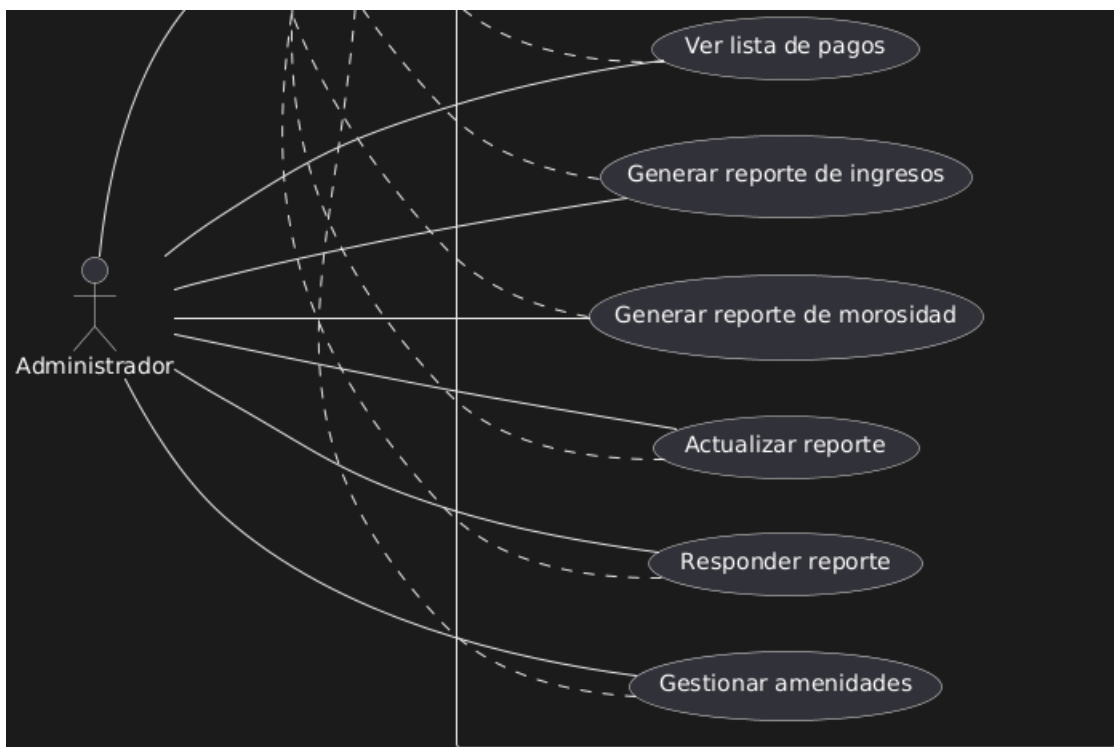 Ver lista de pagos
Generar reporte de ingresos
Generar reporte de morosidad
Administrador
Actualizar reporte
Responder reporte
Gestionar amenidades